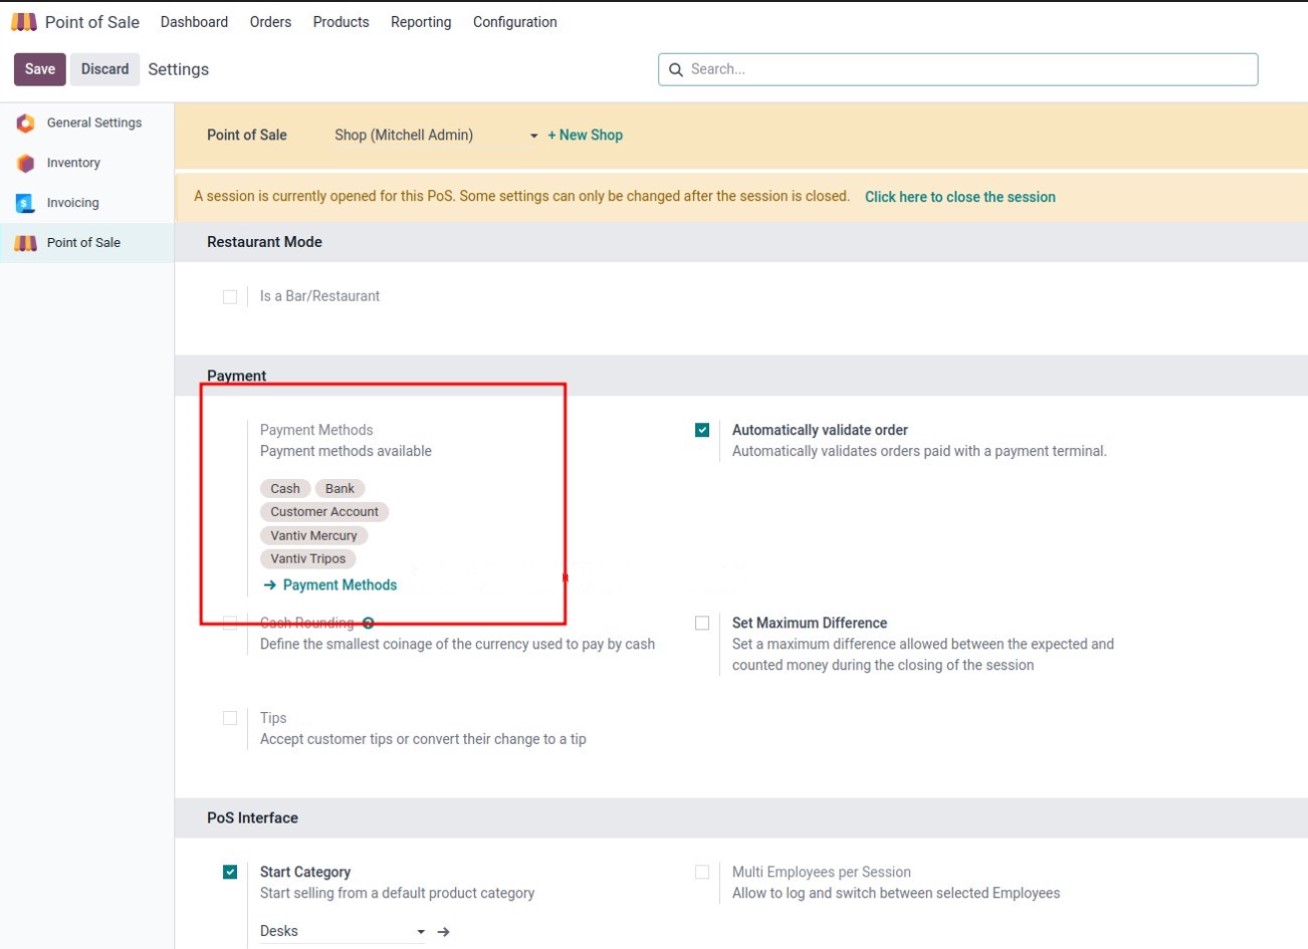 Point of Sale Dashboard Orders Products Reporting Configuration
Save Discard Settings Search...
General Settings
Inventory
Invoicing
Point of Sale
Point of Sale Shop (Mitchell Admin) + New Shop
A session is currently opened for this PoS. Some settings can only be changed after the session is closed. Click here to close the session
Restaurant Mode
Is a Bar/Restaurant
Payment
Payment Methods
Payment methods available
Cash Bank
Customer Account
Vantiv Mercury
Vantiv Tripos
→ Payment Methods
Automatically validate order
Automatically validates orders paid with a payment terminal.
Cash Rounding
Define the smallest coinage of the currency used to pay by cash
Set Maximum Difference
Set a maximum difference allowed between the expected and
counted money during the closing of the session
Tips
Accept customer tips or convert their change to a tip
PoS Interface
Start Category
Start selling from a default product category
Desks
Multi Employees per Session
Allow to log and switch between selected Employees